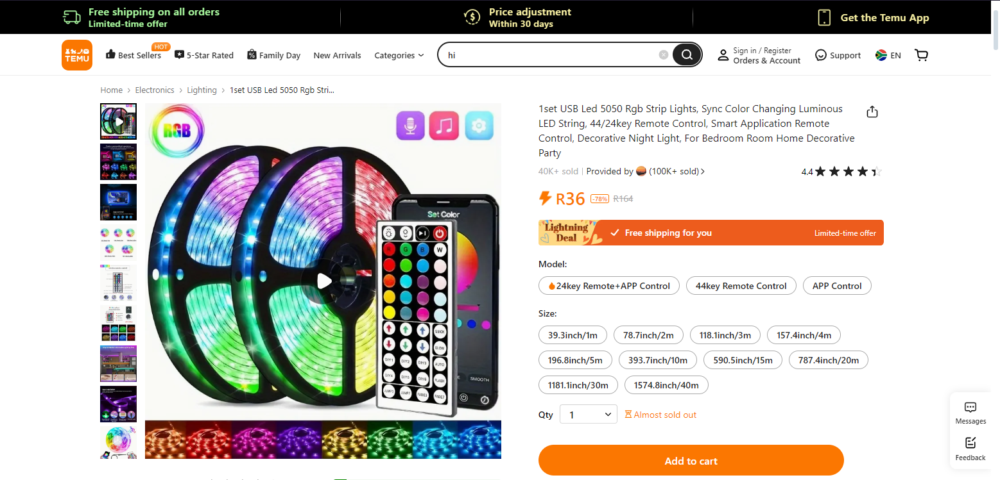 Free shipping on all orders
Limited-time offer
Price adjustment
Within 30 days
Get the Temu App
TEMU
Best Sellers
HOT
5-Star Rated
Family Day
New Arrivals
Categories
hi
Sign in / Register
Orders & Account
Support
EN
Home > Electronics > Lighting > 1set USB Led 5050 Rgb Stri...
RGB
Set Color
R G B W
QUICK
SLOW
DIY1 DIY2 DIY3 AUTO
DIY4 DIY5 DIY6 FLASH
JUMP3 JUMP7 FADE3 FADE7
SMOOTH
1set USB Led 5050 Rgb Strip Lights, Sync Color Changing Luminous
LED String, 44/24key Remote Control, Smart Application Remote
Control, Decorative Night Light, For Bedroom Room Home Decorative
Party
40K+ sold | Provided by (100K+ sold) >
4.4
R36 -78% R164
Lightning
Deal
Free shipping for you
Limited-time offer
Model:
24key Remote+APP Control
44key Remote Control
APP Control
Size:
39.3inch/1m
78.7inch/2m
118.1inch/3m
157.4inch/4m
196.8inch/5m
393.7inch/10m
590.5inch/15m
787.4inch/20m
1181.1inch/30m
1574.8inch/40m
Qty
1
Almost sold out
Add to cart
Messages
Feedback